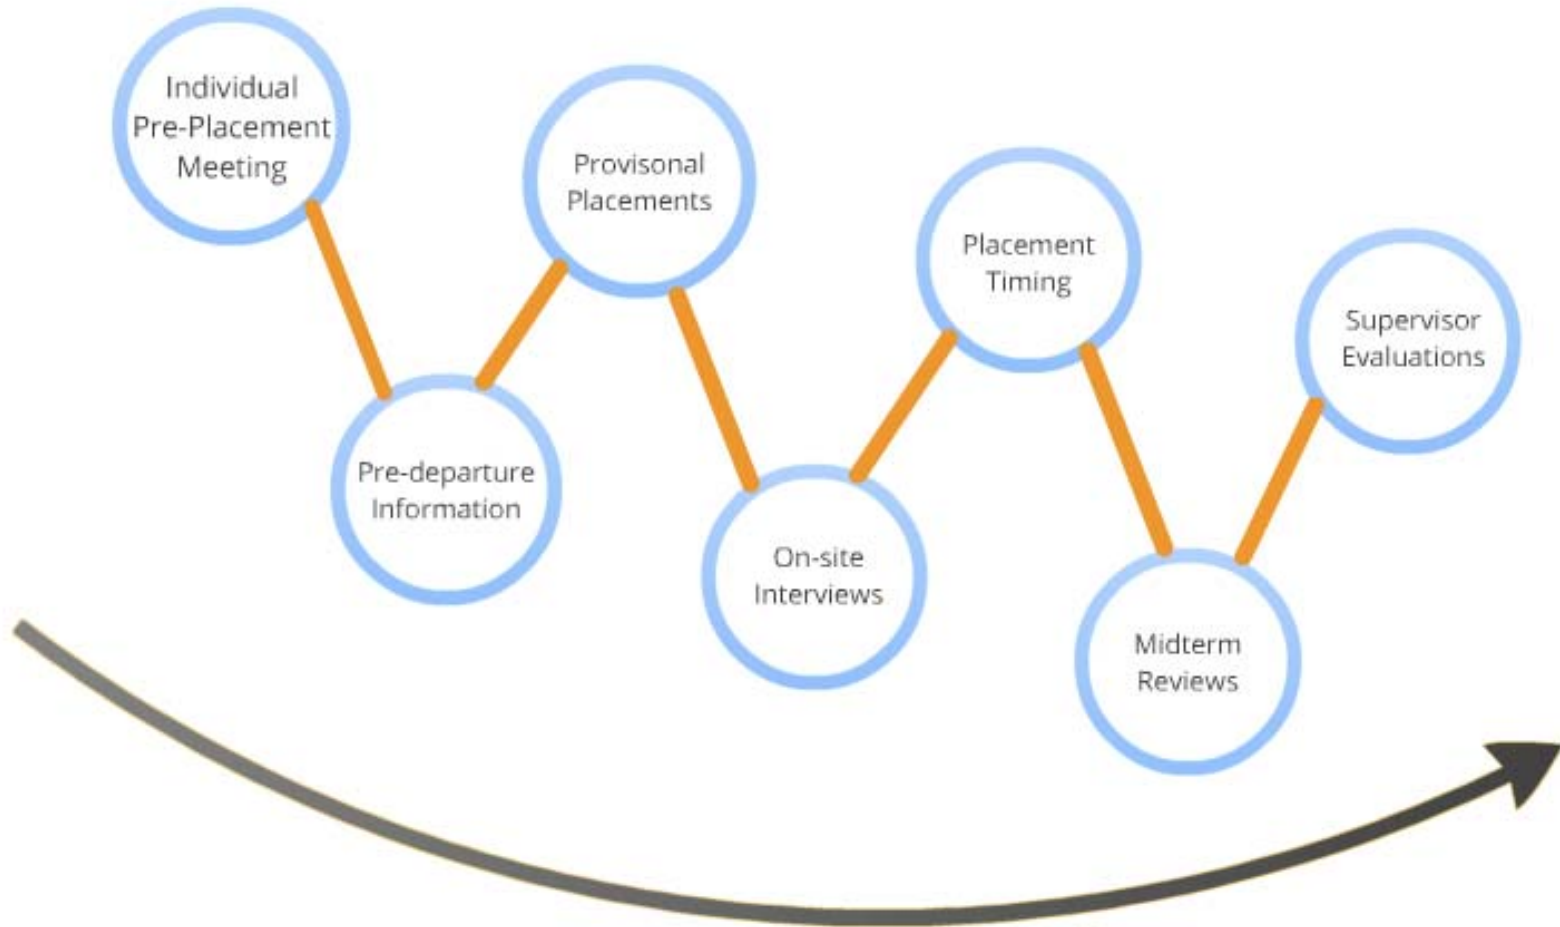 Individual
Pre-Placement
Meeting
Pre-departure
Information
Provisonal
Placements
On-site
Interviews
Placement
Timing
Midterm
Reviews
Supervisor
Evaluations